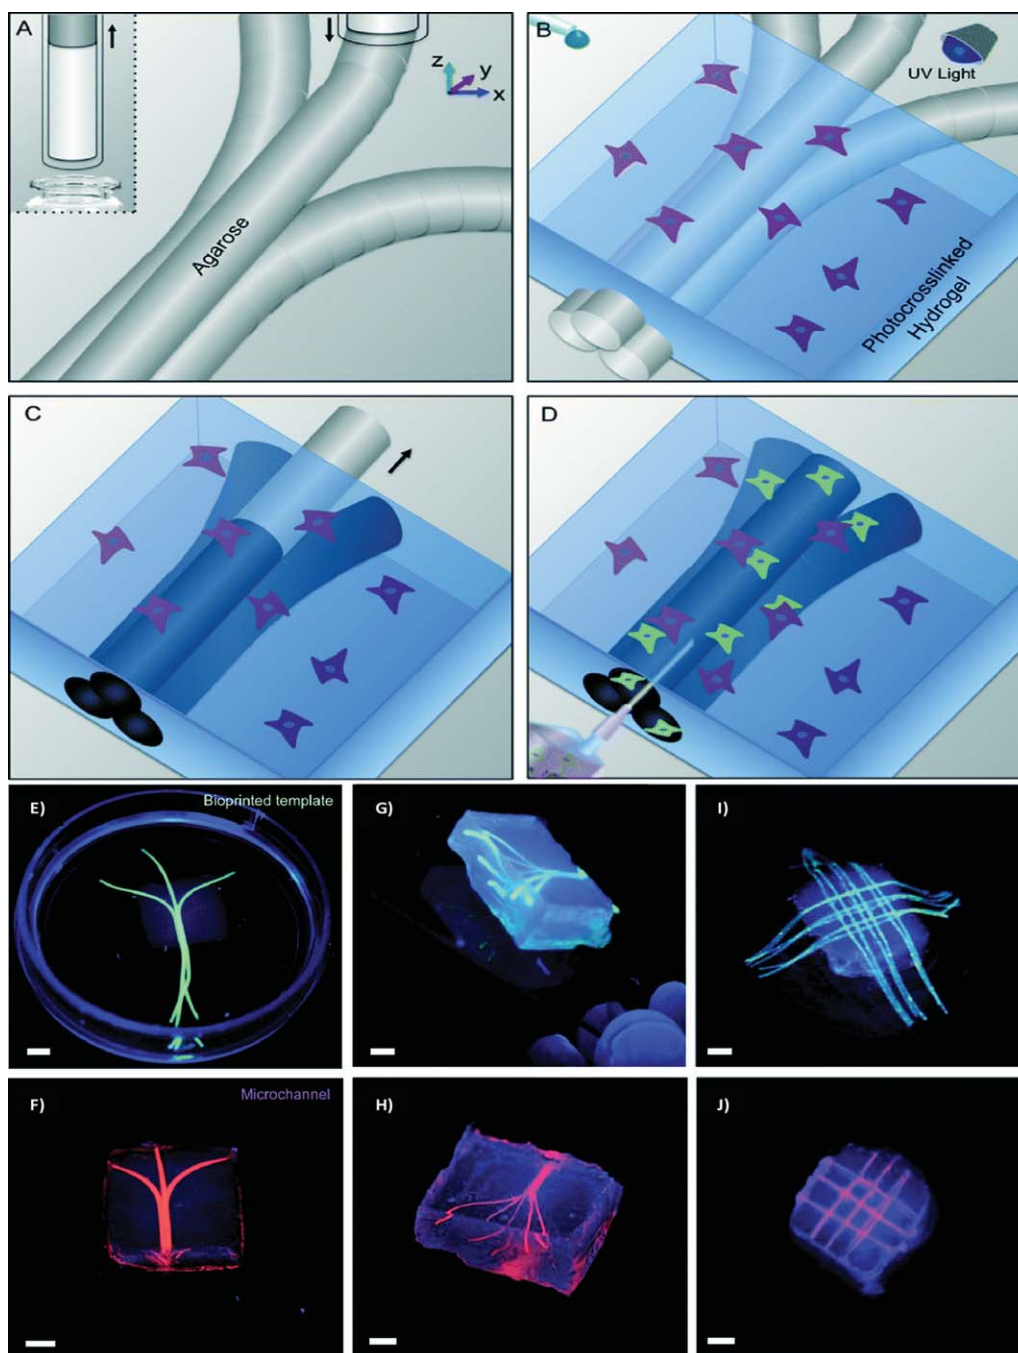 A
z
y
x
Agarose
B
UV Light
Photocrosslinked
Hydrogel
C
D
E)
Bioprinted template
G)
I)
F)
Microchannel
H)
J)